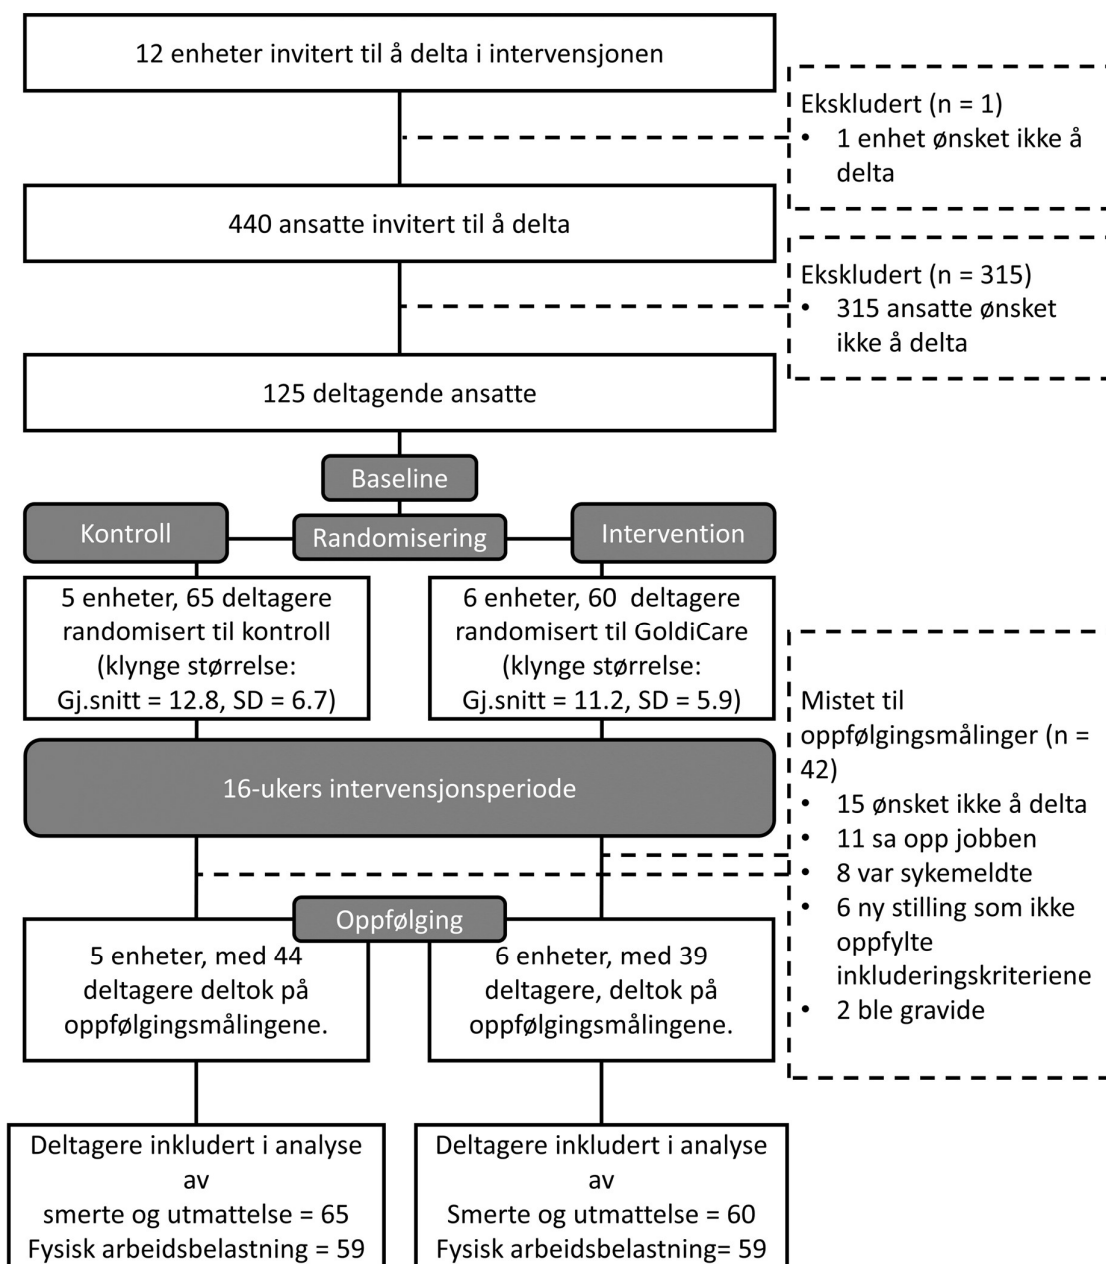 12 enheter invitert til å delta i intervensjonen
Ekskludert (n = 1)
• 1 enhet ønsket ikke å
delta
440 ansatte invitert til å delta
Ekskludert (n = 315)
• 315 ansatte ønsket
ikke å delta
125 deltagende ansatte
Baseline
Kontroll
Randomisering
Intervention
5 enheter, 65 deltagere
randomisert til kontroll
(klynge størrelse:
Gj.snitt = 12.8, SD = 6.7)
6 enheter, 60 deltagere
randomisert til GoldiCare
(klynge størrelse:
Gj.snitt = 11.2, SD = 5.9)
16-ukers intervensjonsperiode
Mistet til
oppfølgingsmålinger (n =
42)
• 15 ønsket ikke å delta
• 11 sa opp jobben
• 8 var sykemeldte
• 6 ny stilling som ikke
oppfylte
inkluderingskriteriene
• 2 ble gravide
Oppfølging
5 enheter, med 44
deltagere deltok på
oppfølgingsmålingene.
6 enheter, med 39
deltagere, deltok på
oppfølgingsmålingene.
Deltagere inkludert i analyse
av
smerte og utmattelse = 65
Fysisk arbeidsbelastning = 59
Deltagere inkludert i analyse
av
Smerte og utmattelse = 60
Fysisk arbeidsbelastning= 59